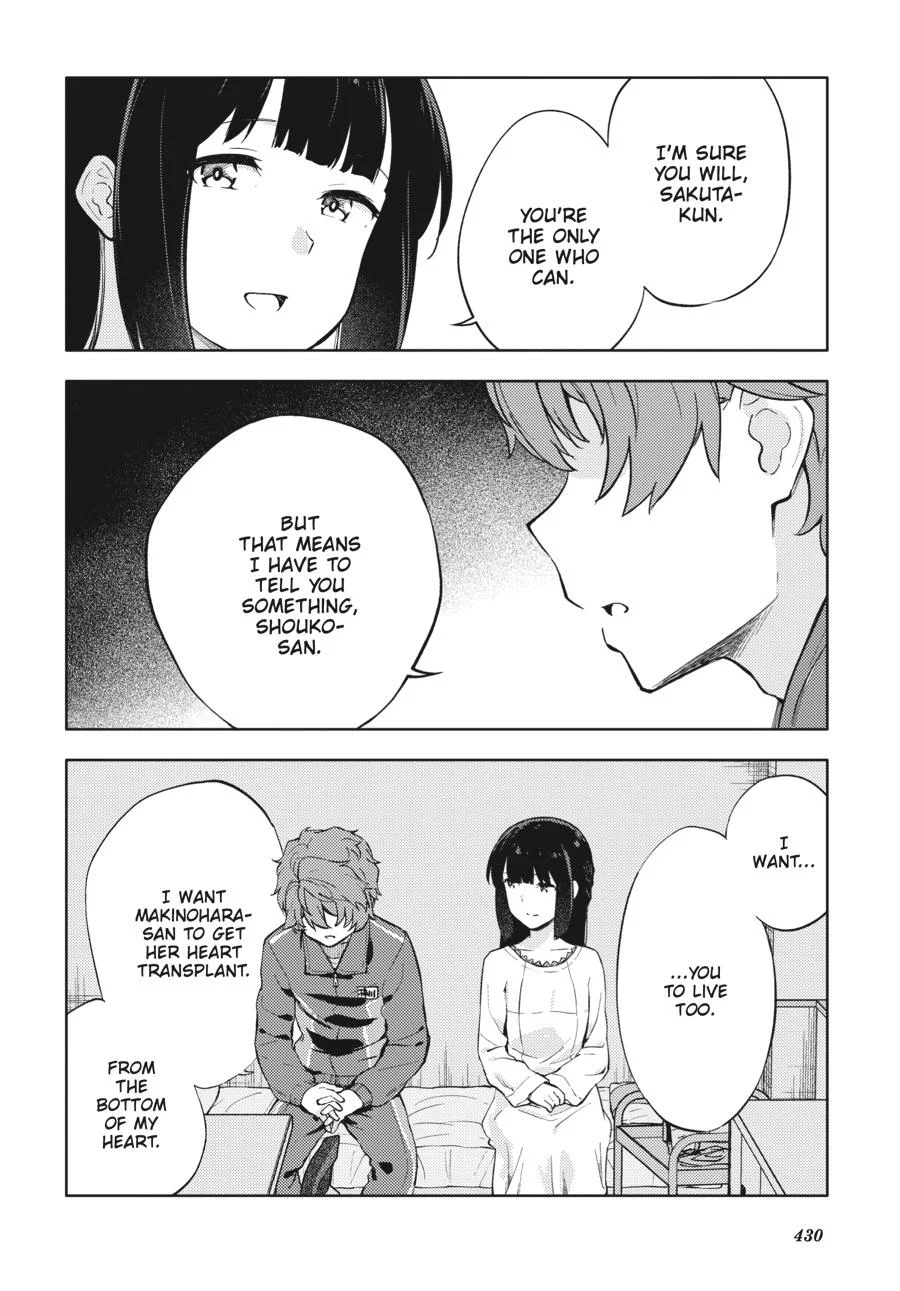 I'M SURE
YOU WILL,
SAKUTA-
KUN.
YOU'RE
THE ONLY
ONE WHO
CAN.
BUT
THAT MEANS
I HAVE TO
TELL YOU
SOMETHING,
SHOUKO-
SAN.
I
WANT...
...YOU
TO LIVE
TOO.
I WANT
MAKINOHARA-
SAN TO GET
HER HEART
TRANSPLANT.
FROM
THE
BOTTOM
OF MY
HEART.
430